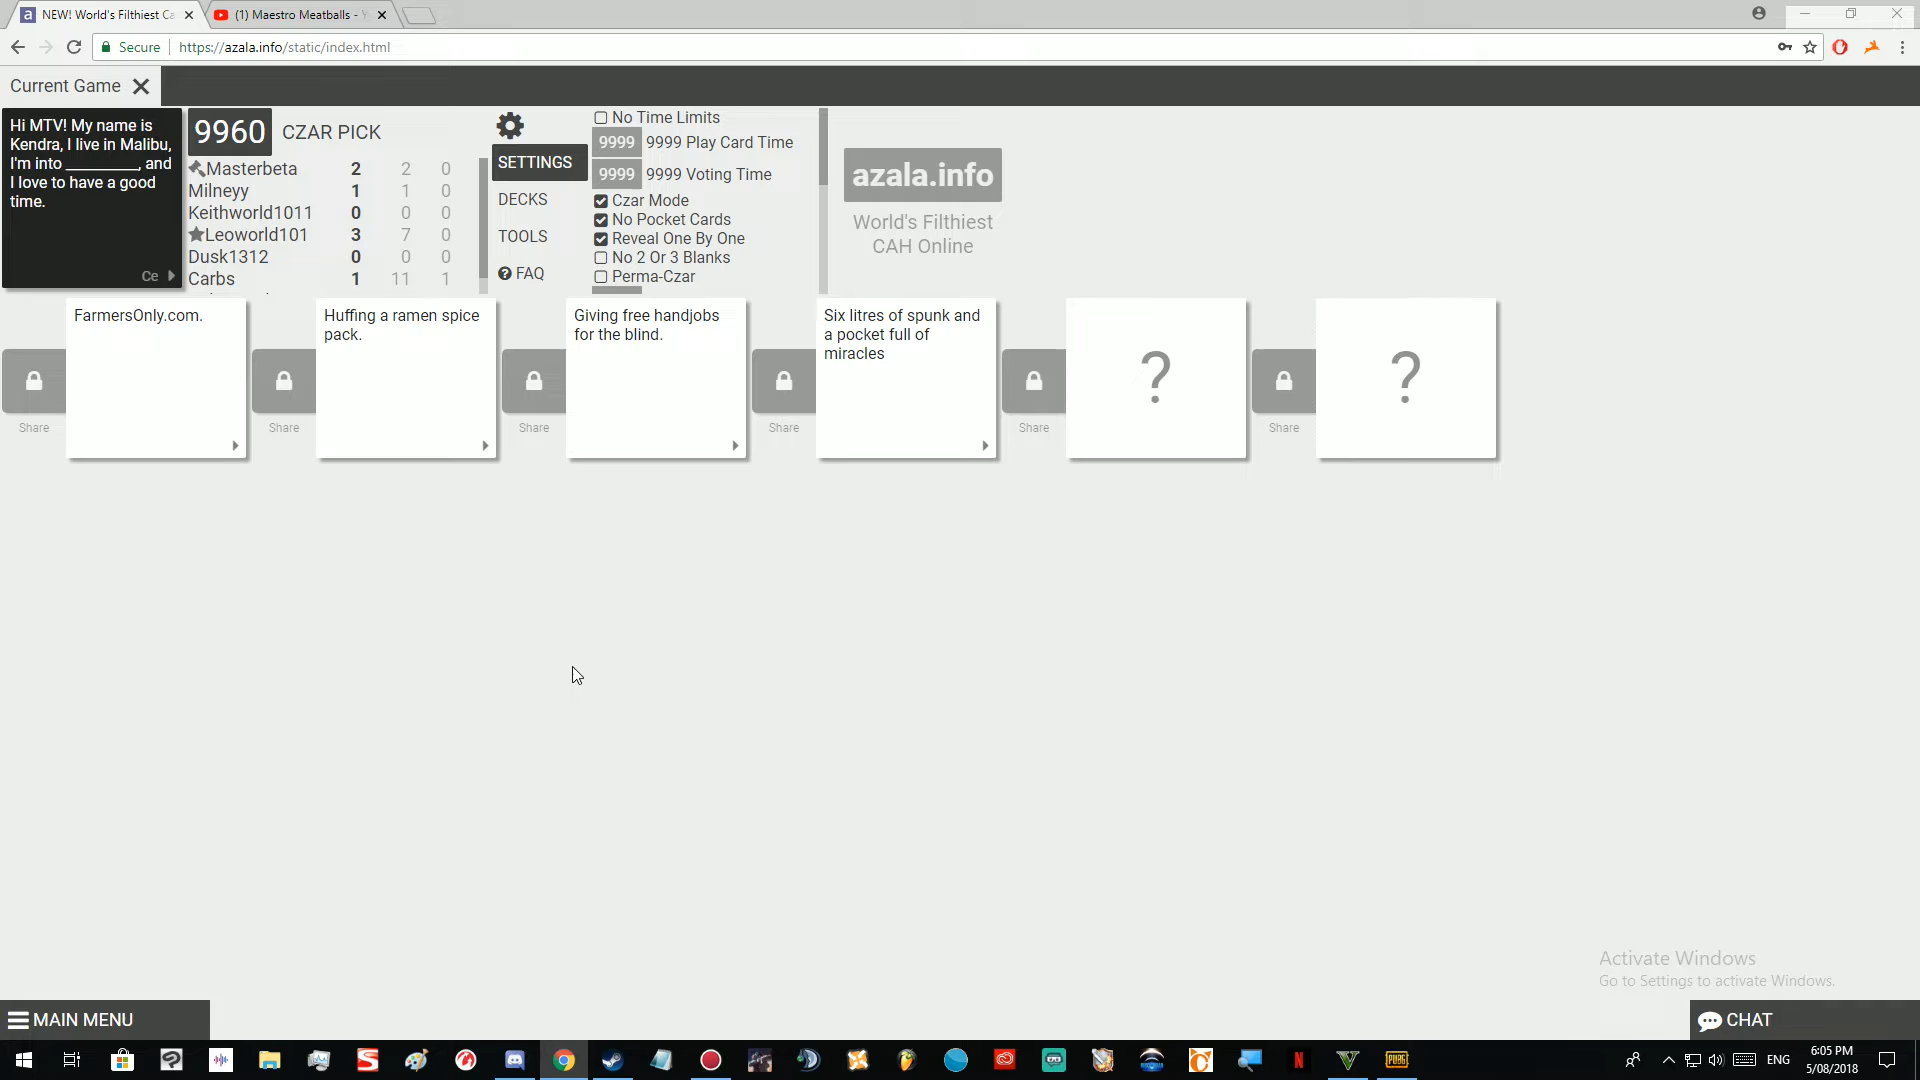 NEW! World's Filthiest Ca
(1) Maestro Meatballs - Y
Secure
https://azala.info/static/index.html
Current Game
Hi MTV! My name is
Kendra, I live in Malibu,
I'm into _________, and
I love to have a good
time.
Ce
9960 CZAR PICK
Masterbeta 2 2 0
Milneyy 1 1 0
Keithworld1011 0 0 0
Leoworld101 3 7 0
Dusk1312 0 0 0
Carbs 1 11 1
SETTINGS
DECKS
TOOLS
FAQ
No Time Limits
9999 9999 Play Card Time
9999 9999 Voting Time
Czar Mode
No Pocket Cards
Reveal One By One
No 2 Or 3 Blanks
Perma-Czar
azala.info
World's Filthiest
CAH Online
Share
FarmersOnly.com.
Share
Huffing a ramen spice
pack.
Share
Giving free handjobs
for the blind.
Share
Six litres of spunk and
a pocket full of
miracles
Share
?
Share
?
Activate Windows
Go to Settings to activate Windows.
MAIN MENU
CHAT
ENG
6:05 PM
5/08/2018